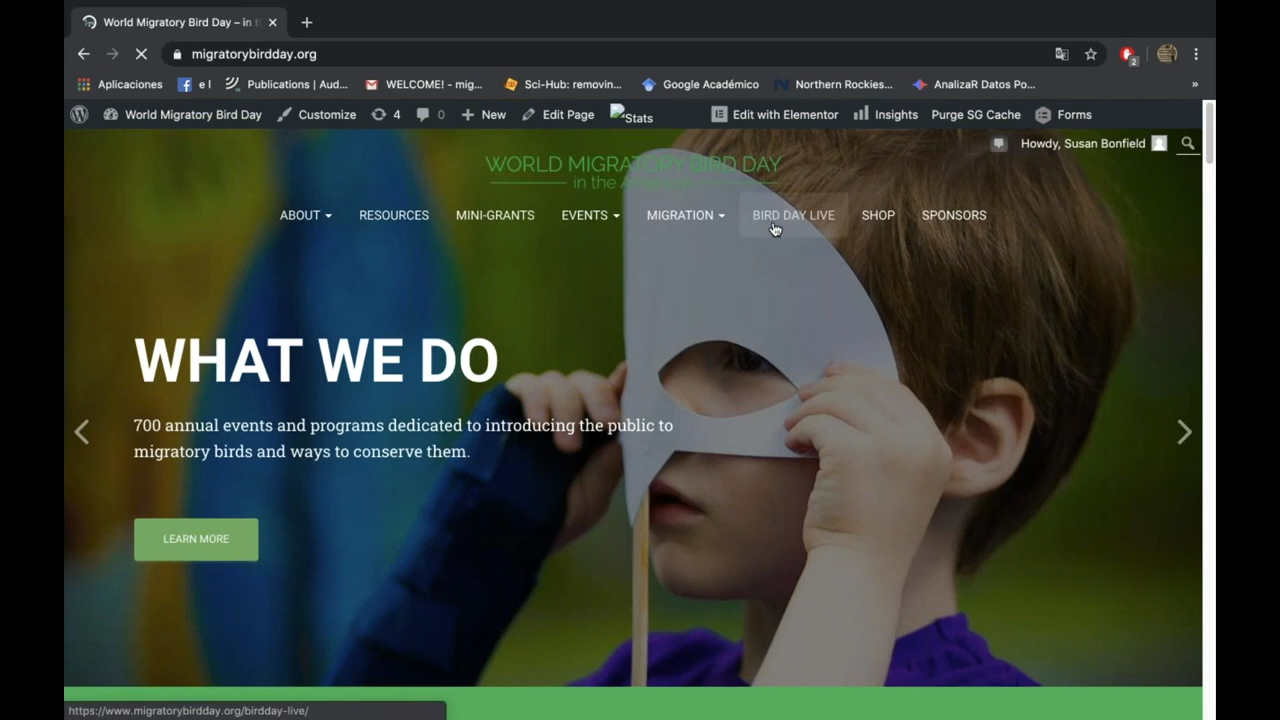 World Migratory Bird Day – in t
migratorybirdday.org
2
Aplicaciones
e l
Publications | Aud...
WELCOME! - mig...
Sci-Hub: removin...
Google Académico
Northern Rockies...
AnalizaR Datos Po...
»
World Migratory Bird Day
Customize
4
0
New
Edit Page
Stats
Edit with Elementor
Insights
Purge SG Cache
Forms
Howdy, Susan Bonfield
WORLD MIGRATORY BIRD DAY
in the
ABOUT
RESOURCES
MINI-GRANTS
EVENTS
MIGRATION
BIRD DAY LIVE
SHOP
SPONSORS
WHAT WE DO
700 annual events and programs dedicated to introducing the public to
migratory birds and ways to conserve them.
LEARN MORE
https://www.migratorybirdday.org/birdday-live/